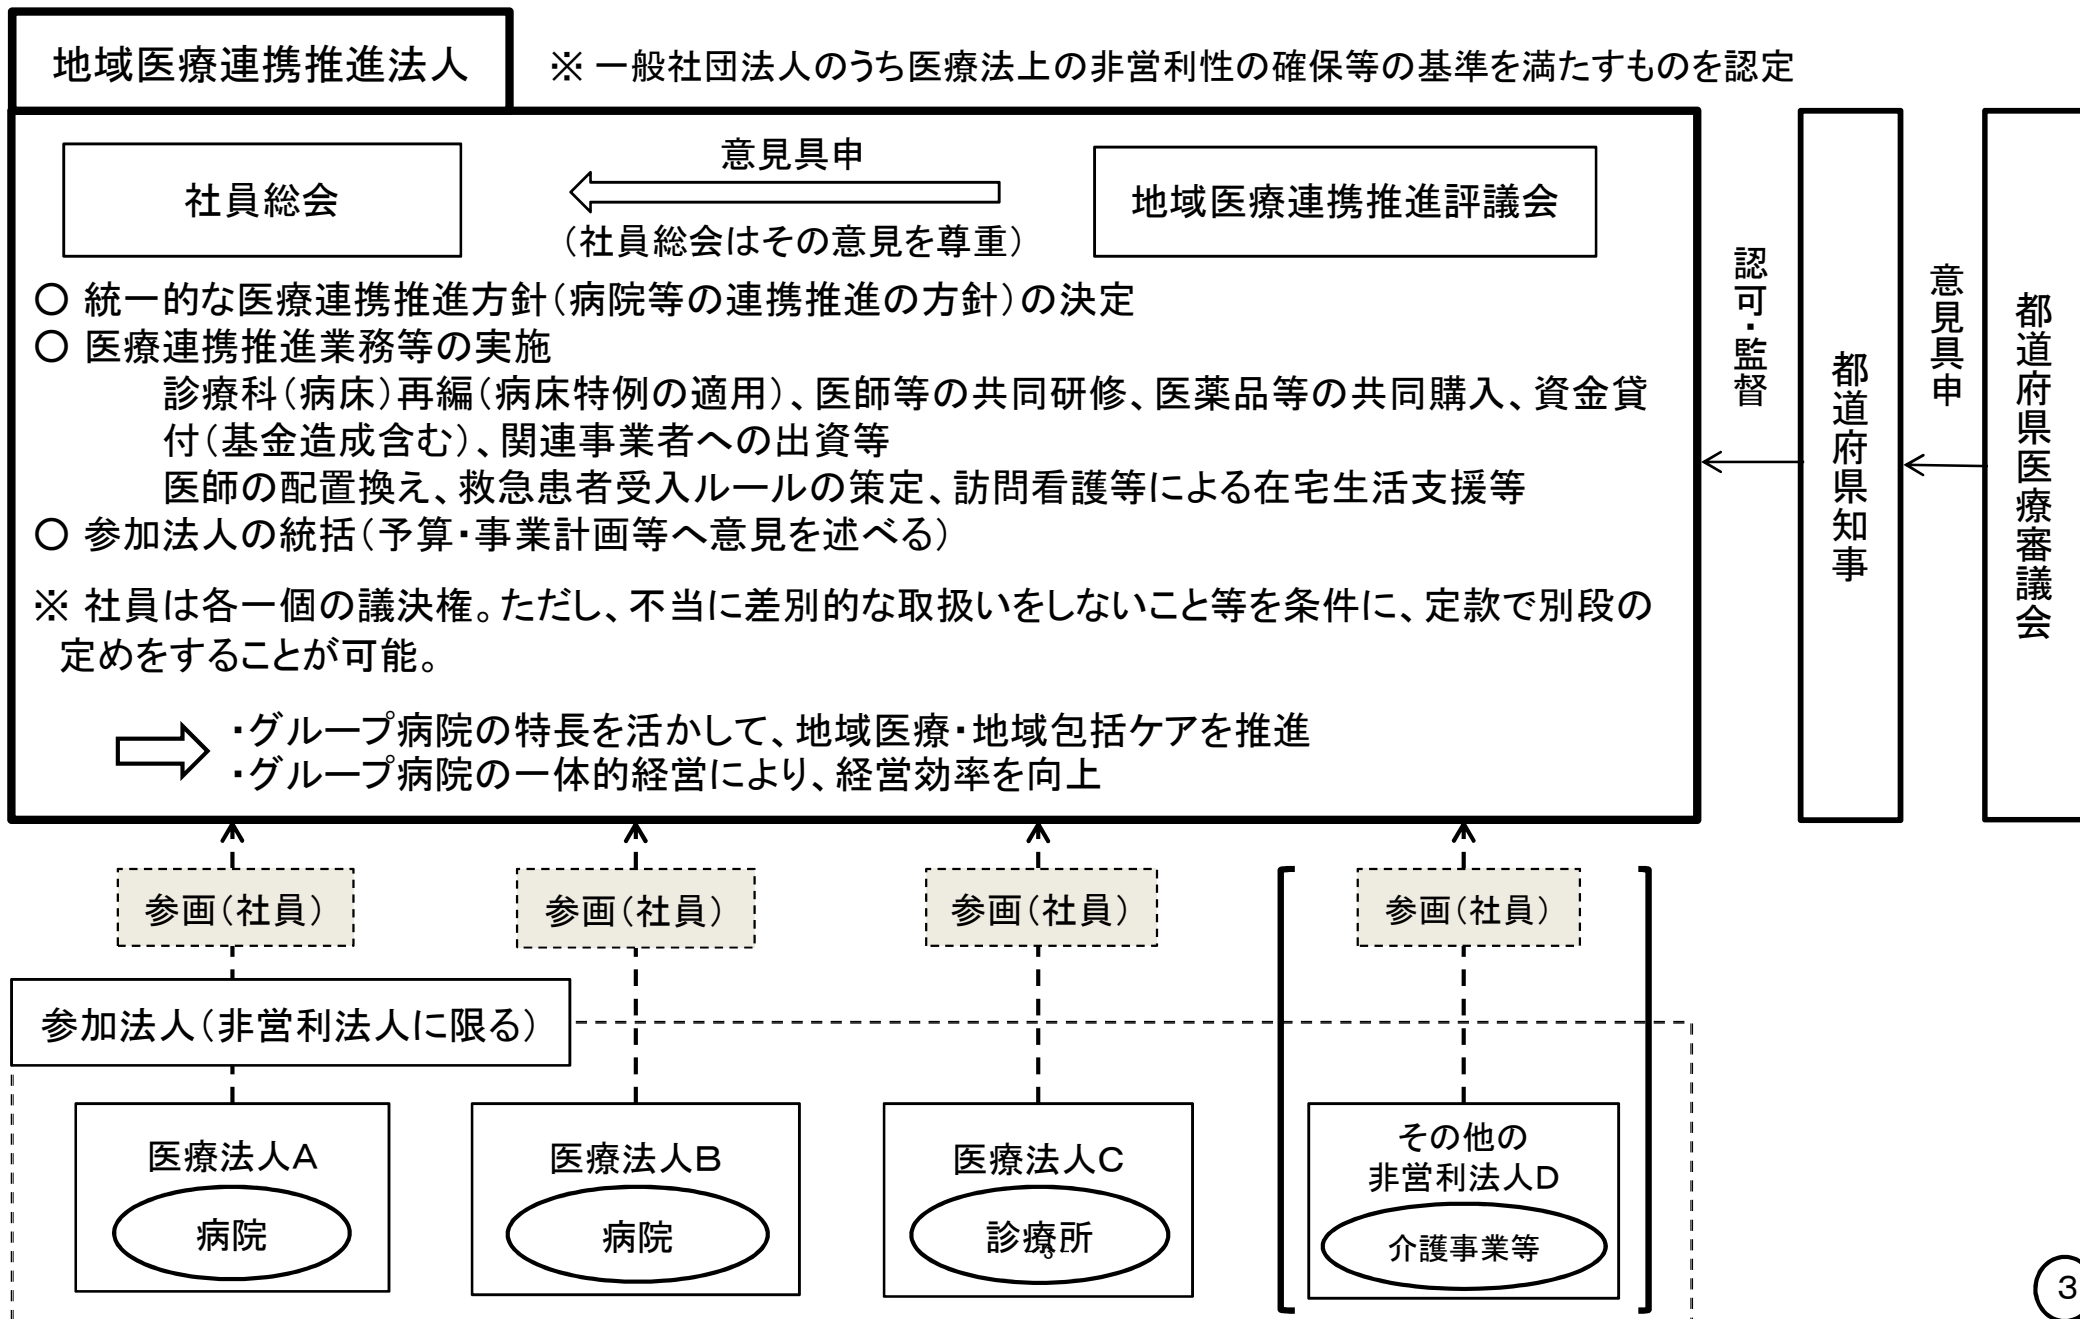 地域医療連携推進法人
※ 一般社団法人のうち医療法上の非営利性の確保等の基準を満たすものを認定
社員総会
意見具申
(社員総会はその意見を尊重)
地域医療連携推進評議会
○ 統一的な医療連携推進方針(病院等の連携推進の方針)の決定
○ 医療連携推進業務等の実施
診療科(病床)再編(病床特例の適用)、医師等の共同研修、医薬品等の共同購入、資金貸
付(基金造成含む)、関連事業者への出資等
医師の配置換え、救急患者受入ルールの策定、訪問看護等による在宅生活支援等
○ 参加法人の統括(予算・事業計画等へ意見を述べる)
※ 社員は各一個の議決権。ただし、不当に差別的な取扱いをしないこと等を条件に、定款で別段の
定めをすることが可能。
・グループ病院の特長を活かして、地域医療・地域包括ケアを推進
・グループ病院の一体的経営により、経営効率を向上
認可・監督
都道府県知事
意見具申
都道府県医療審議会
参画(社員)
参画(社員)
参画(社員)
参画(社員)
参加法人(非営利法人に限る)
医療法人A
病院
医療法人B
病院
医療法人C
診療所
その他の
非営利法人D
介護事業等
3
3